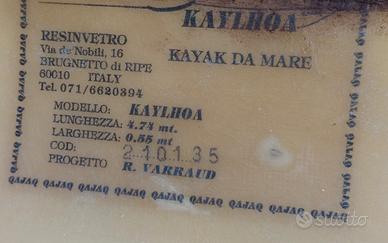 KAYLHOA
RESINVETRO
Via de'Nobili, 16
BRUGNETTO di RIPE
60010 ITALY
Tel. 071/6620394
KAYAK DA MARE
MODELLO: KAYLHOA
LUNGHEZZA: 4.74 mt.
LARGHEZZA: 0.55 mt
COD: 210135
PROGETTO R. VARRAUD
QAJAQ QAJAQ QAJAQ QAJAQ QAJAQ QAJAQ QAJAQ QAJAQ
subito